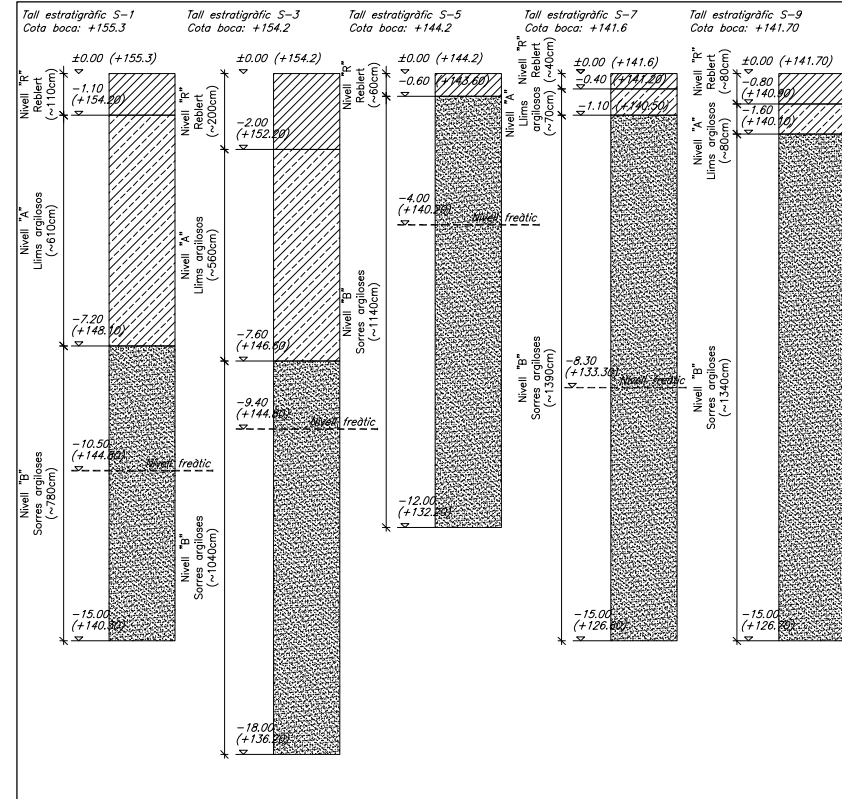 Tall estratigràfic S-1
Cota boca: +155.3
±0.00 (+155.3)
Nivell "R"
Reblert
(~110cm)
-1.10
(+154.20)
Nivell "A"
Llims argilosos
(~610cm)
-7.20
(+148.10)
-10.50
(+144.80)
Nivell freàtic
Nivell "B"
Sorres argiloses
(~780cm)
-15.00
(+140.30)
Tall estratigràfic S-3
Cota boca: +154.2
±0.00 (+154.2)
Nivell "R"
Reblert
(~200cm)
-2.00
(+152.20)
Nivell "A"
Llims argilosos
(~560cm)
-7.60
(+146.60)
-9.40
(+144.80)
Nivell freàtic
Nivell "B"
Sorres argiloses
(~1040cm)
-18.00
(+136.20)
Tall estratigràfic S-5
Cota boca: +144.2
±0.00 (+144.2)
Nivell "R"
Reblert
(~60cm)
-0.60 (+143.60)
-4.00
(+140.20)
Nivell freàtic
Nivell "B"
Sorres argiloses
(~1140cm)
-12.00
(+132.20)
Tall estratigràfic S-7
Cota boca: +141.6
±0.00 (+141.6)
Nivell "R"
Reblert
(~40cm)
-0.40 (+141.20)
Nivell "A"
Llims
argilosos
(~70cm)
-1.10 (+140.50)
-8.30
(+133.30)
Nivell freàtic
Nivell "B"
Sorres argiloses
(~1390cm)
-15.00
(+126.60)
Tall estratigràfic S-9
Cota boca: +141.70
±0.00 (+141.70)
Nivell "R"
Reblert
(~80cm)
-0.80
(+140.90)
Nivell "A"
Llims argilosos
(~80cm)
-1.60
(+140.10)
Nivell "B"
Sorres argiloses
(~1340cm)
-15.00
(+126.70)